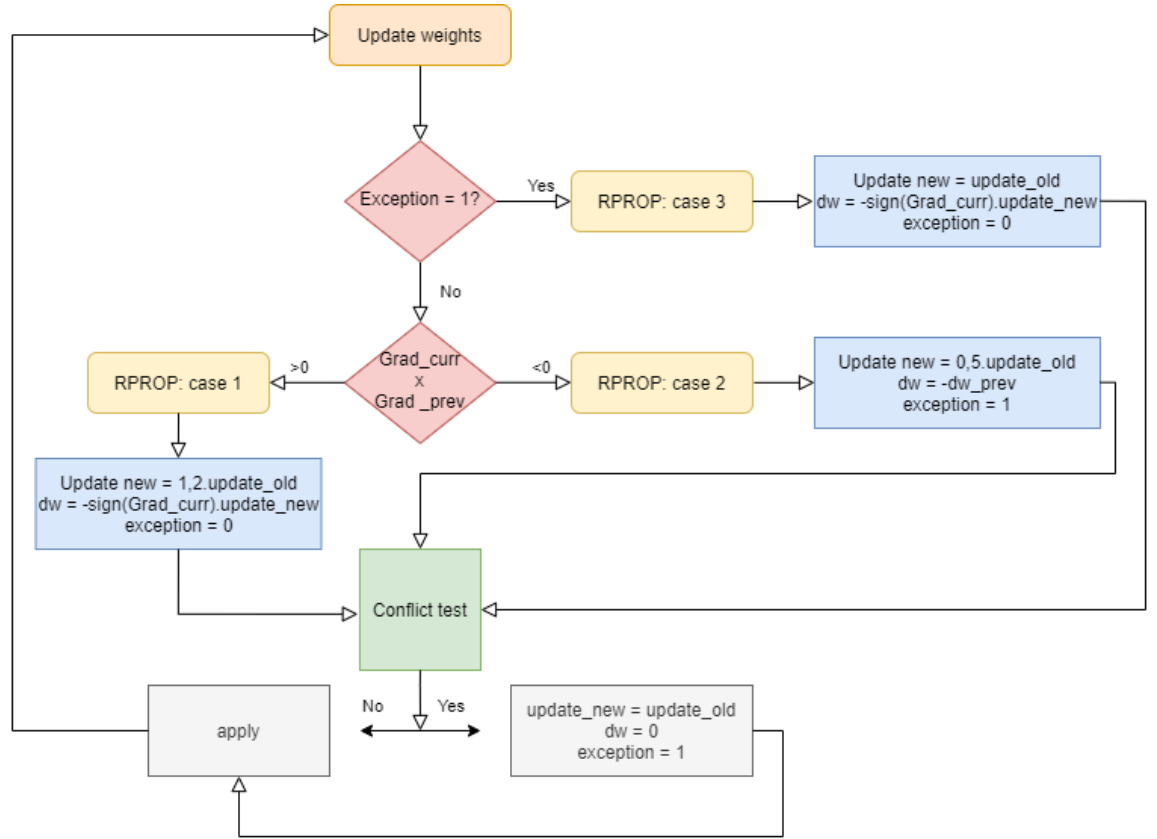 Update weights
Exception = 1?
Yes
RPROP: case 3
Update new = update_old
dw = -sign(Grad_curr).update_new
exception = 0
No
Grad_curr
x
Grad _prev
>0
RPROP: case 1
<0
RPROP: case 2
Update new = 0,5.update_old
dw = -dw_prev
exception = 1
Update new = 1,2.update_old
dw = -sign(Grad_curr).update_new
exception = 0
Conflict test
No
Yes
apply
update_new = update_old
dw = 0
exception = 1